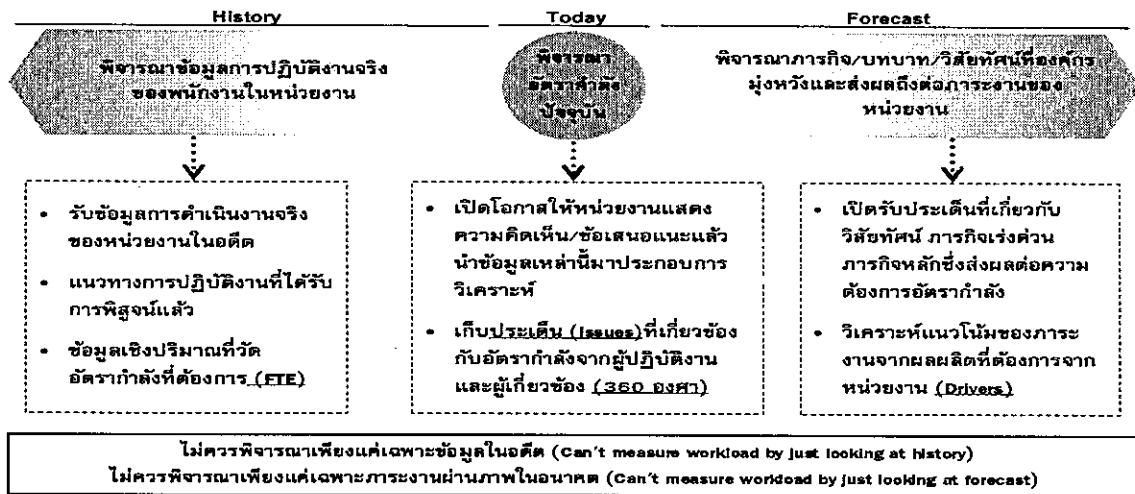 History
Today
Forecast
พิจารณาข้อมูลการปฏิบัติงานจริง
ของพนักงานในหน่วยงาน
พิจารณา
อัตรากำลัง
ปัจจุบัน
พิจารณาภารกิจ/บทบาท/วิสัยทัศน์ที่องค์กร
มุ่งหวังและส่งผลถึงต่อภาระงานของ
หน่วยงาน
• รับข้อมูลการดำเนินงานจริง
ของหน่วยงานในอดีต
• แนวทางการปฏิบัติงานที่ได้รับ
การพิสูจน์แล้ว
• ข้อมูลเชิงปริมาณที่วัด
อัตรากำลังที่ต้องการ (FTE)
• เปิดโอกาสให้หน่วยงานแสดง
ความคิดเห็น/ข้อเสนอแนะแล้ว
นำข้อมูลเหล่านี้มาประกอบการ
วิเคราะห์
• เก็บประเด็น (Issues)ที่เกี่ยวข้อง
กับอัตรากำลังจากผู้ปฏิบัติงาน
และผู้เกี่ยวข้อง (360 องศา)
• เปิดรับประเด็นที่เกี่ยวกับ
วิสัยทัศน์ ภารกิจเร่งด่วน
ภารกิจหลักซึ่งส่งผลต่อความ
ต้องการอัตรากำลัง
• วิเคราะห์แนวโน้มของภาระ
งานจากผลผลิตที่ต้องการจาก
หน่วยงาน (Drivers)
ไม่ควรพิจารณาเพียงแค่เฉพาะข้อมูลในอดีต (Can't measure workload by just looking at history)
ไม่ควรพิจารณาเพียงแค่เฉพาะภาระงานผ่านภาพในอนาคต (Can't measure workload by just looking at forecast)